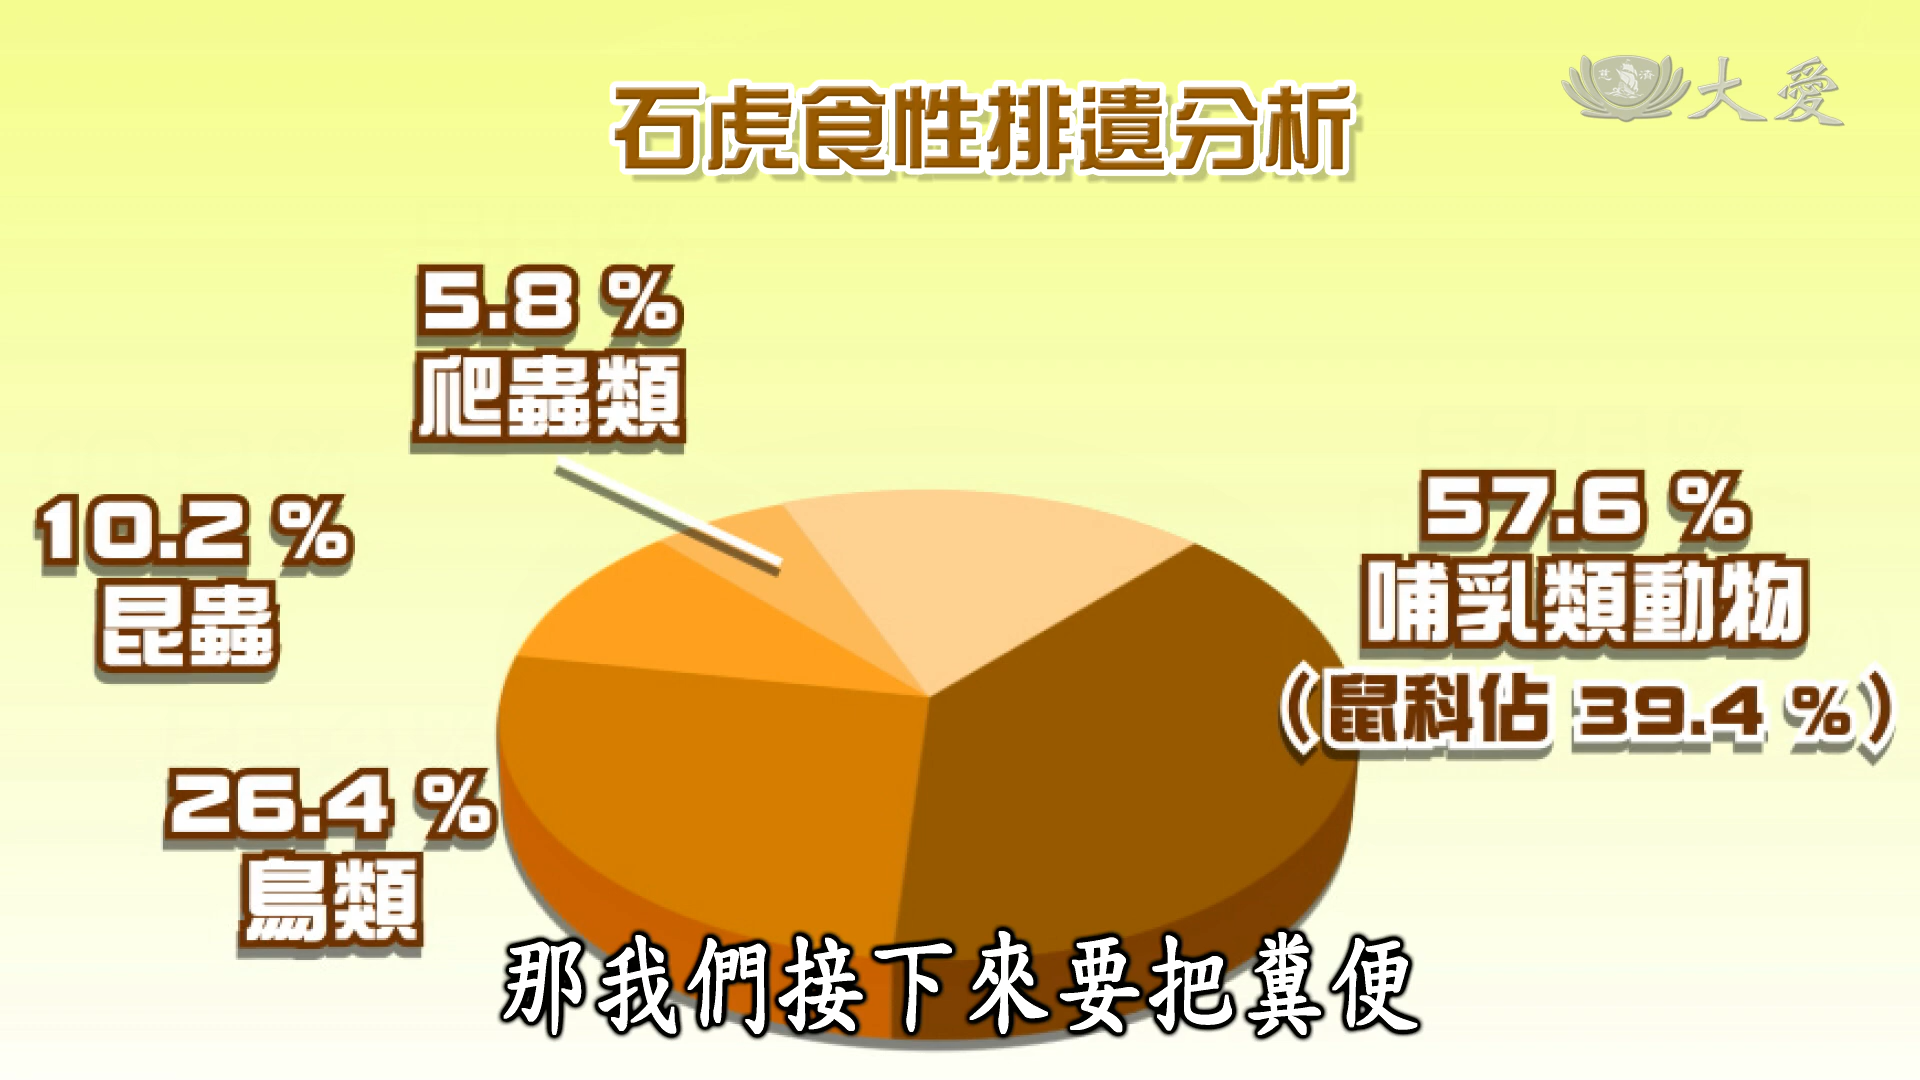 石虎食性排遺分析
慈濟
大愛
5.8 %
爬蟲類
10.2 %
昆蟲
57.6 %
哺乳類動物
(鼠科佔 39.4 %)
26.4 %
鳥類
那我們接下來要把糞便